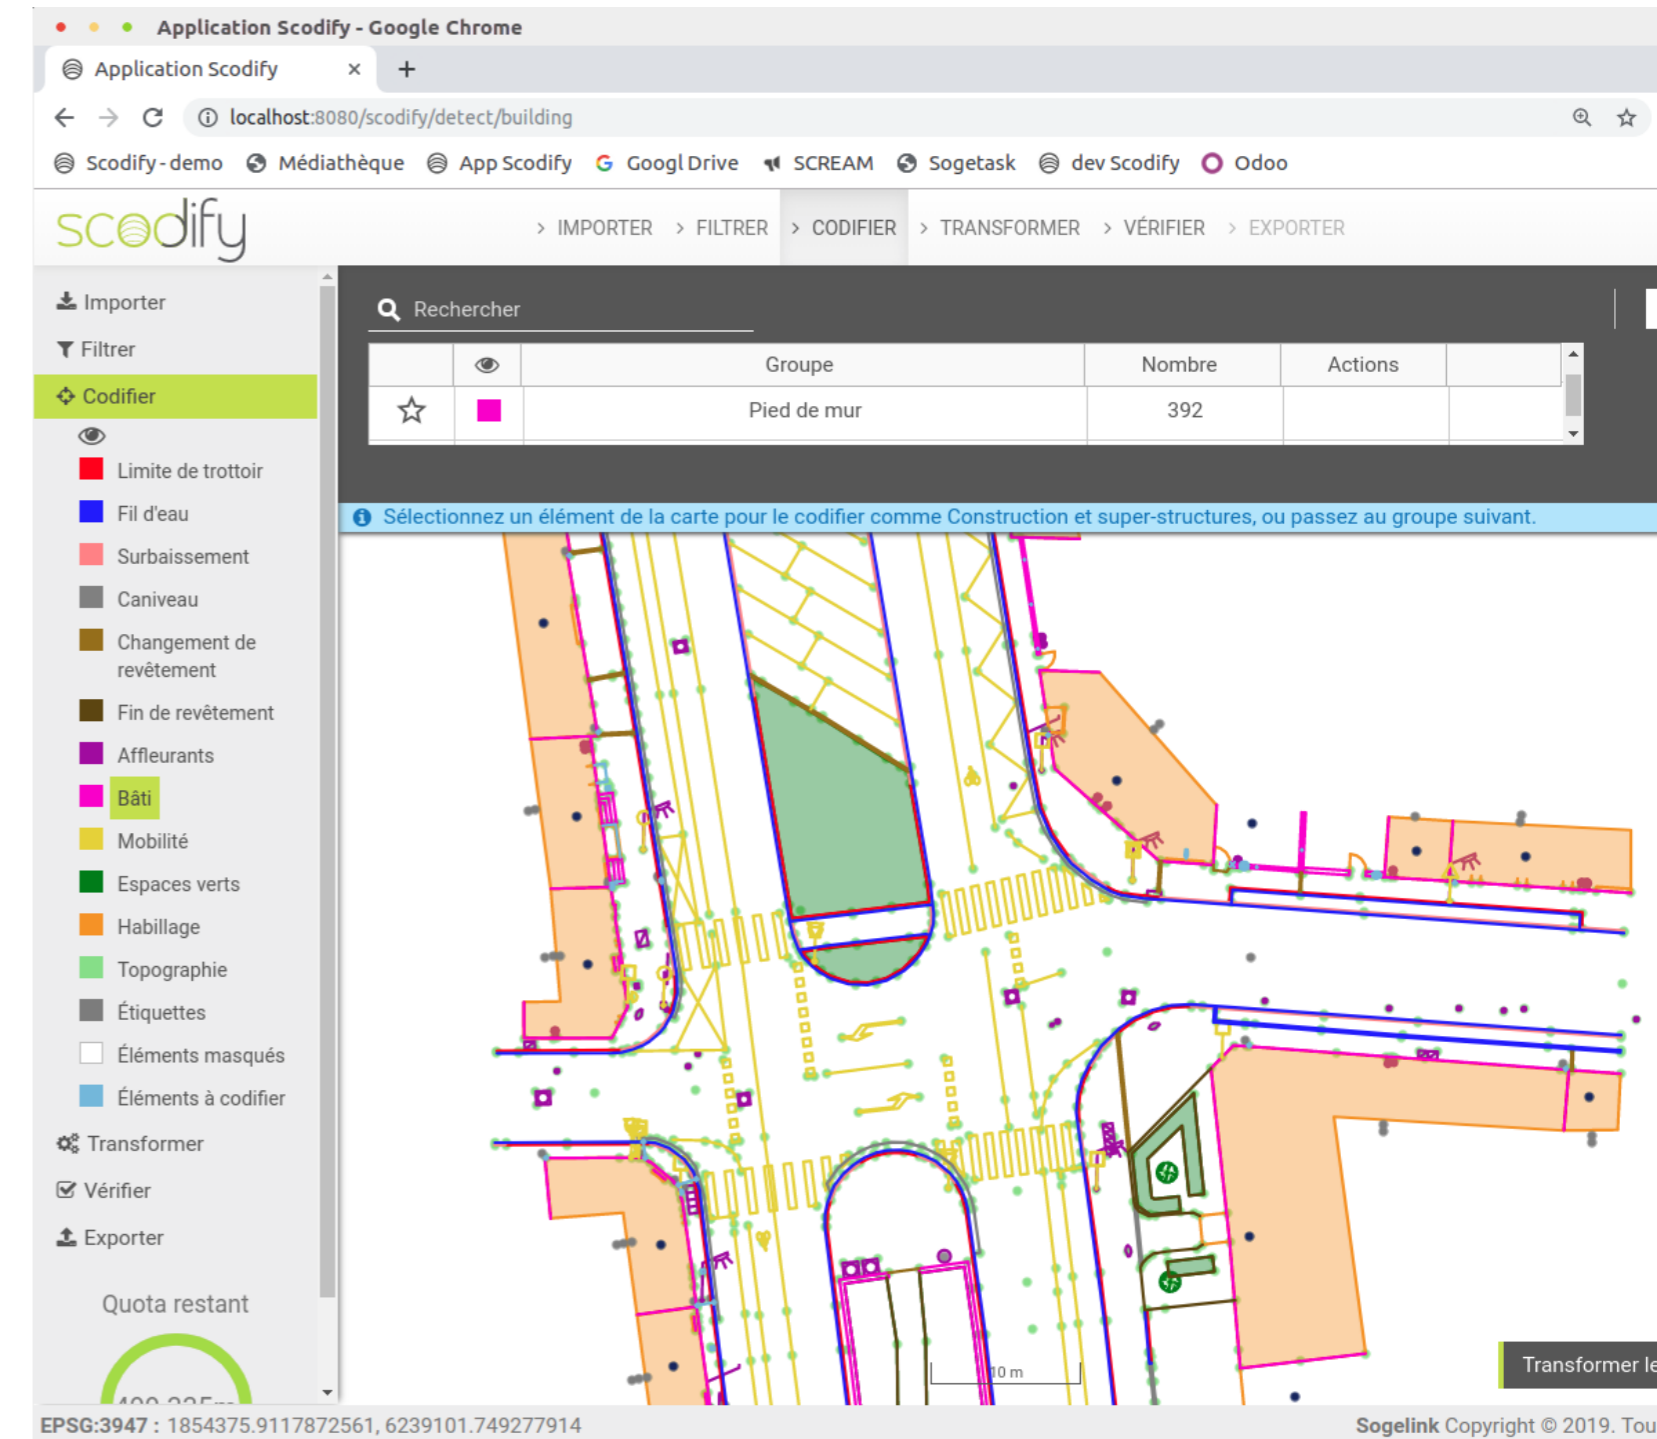 Application Scodify - Google Chrome
Application Scodify
localhost:8080/scodify/detect/building
Scodify-demo Médiathèque App Scodify Googl Drive SCREAM Sogetask dev Scodify Odoo
scodify
> IMPORTER > FILTRER > CODIFIER > TRANSFORMER > VÉRIFIER > EXPORTER
Importer
Filtrer
Codifier
Limite de trottoir
Fil d'eau
Surbaissement
Caniveau
Changement de
revêtement
Fin de revêtement
Affleurants
Bâti
Mobilité
Espaces verts
Habillage
Topographie
Étiquettes
Éléments masqués
Éléments à codifier
Transformer
Vérifier
Exporter
Quota restant
Rechercher
Groupe Nombre Actions
Pied de mur 392
Sélectionnez un élément de la carte pour le codifier comme Construction et super-structures, ou passez au groupe suivant.
10 m
Transformer le
EPSG:3947 : 1854375.9117872561, 6239101.749277914
Sogelink Copyright © 2019. Tou